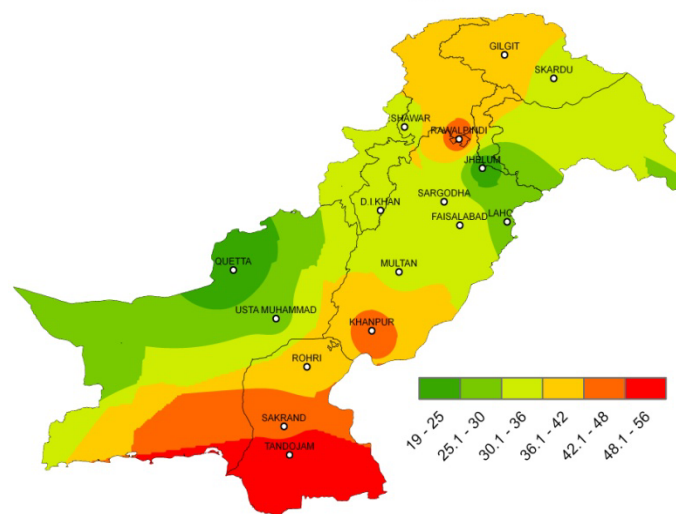 GILGIT
SKARDU
SHAWAR
RAWALPINDI
JHELUM
SARGODHA
D.I.KHAN
FAISALABAD
LAHO
QUETTA
MULTAN
USTA MUHAMMAD
KHANPUR
ROHRI
SAKRAND
TANDOJAM
19 - 25
25.1 - 30
30.1 - 36
36.1 - 42
42.1 - 48
48.1 - 56